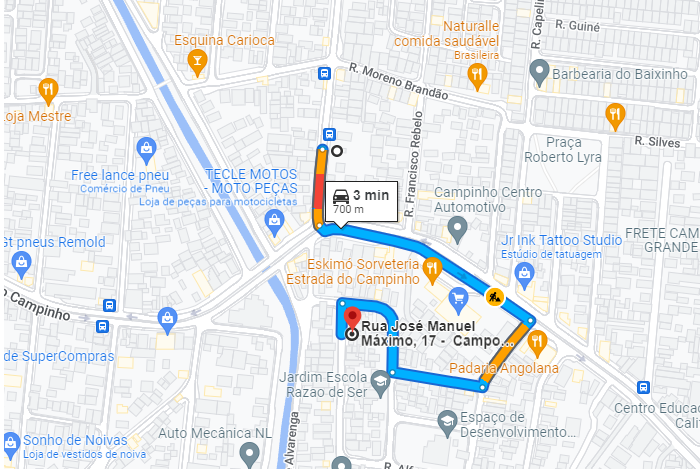 R. Guiné
R. Capelin
Naturalle
comida saudável
Brasileira
Esquina Carioca
R. Moreno Brandão
Barbearia do Baixinho
Loja Mestre
R. Francisco Rebelo
R. Silves
Praça
Roberto Lyra
Free lance pneu
Comércio de Pneu
TECLE MOTOS
- MOTO PEÇAS
Loja de peças para motocicletas
3 min
700 m
Campinho Centro
Automotivo
Jr Ink Tattoo Studio
Estúdio de tatuagem
FRETE CAM
GRANDE
Gt pneus Remold
Eskimó Sorveteria
Estrada do Campinho
o Campinho
Rua José Manuel
Máximo, 17 - Campo...
de SuperCompras
Padaria Angolana
Jardim Escola
Razao de Ser
Centro Educac
Cali
Espaço de
Desenvolvimento...
Alvarenga
Sonho de Noivas
Loja de vestidos de noiva
Auto Mecânica NL